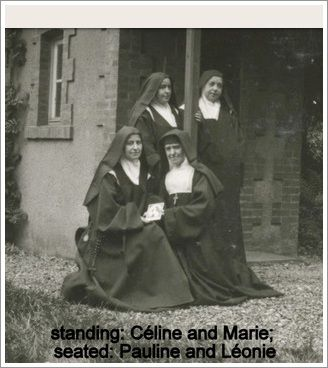 standing: Céline and Marie;
seated: Pauline and Léonie